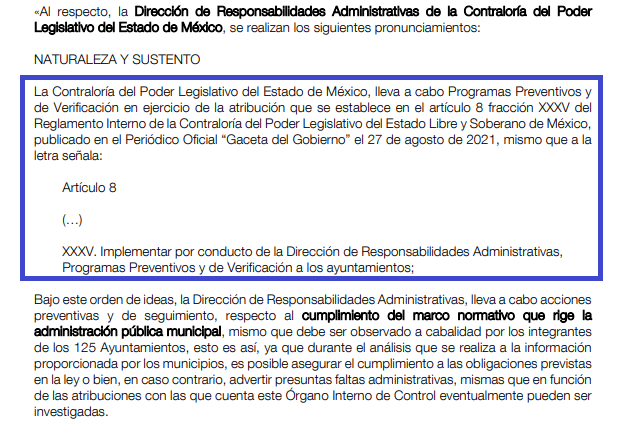 «Al respecto, la Dirección de Responsabilidades Administrativas de la Contraloría del Poder
Legislativo del Estado de México, se realizan los siguientes pronunciamientos:
NATURALEZA Y SUSTENTO
La Contraloría del Poder Legislativo del Estado de México, lleva a cabo Programas Preventivos y
de Verificación en ejercicio de la atribución que se establece en el artículo 8 fracción XXXV del
Reglamento Interno de la Contraloría del Poder Legislativo del Estado Libre y Soberano de México,
publicado en el Periódico Oficial “Gaceta del Gobierno” el 27 de agosto de 2021, mismo que a la
letra señala:
Artículo 8
(…)
XXXV. Implementar por conducto de la Dirección de Responsabilidades Administrativas,
Programas Preventivos y de Verificación a los ayuntamientos;
Bajo este orden de ideas, la Dirección de Responsabilidades Administrativas, lleva a cabo acciones
preventivas y de seguimiento, respecto al cumplimiento del marco normativo que rige la
administración pública municipal, mismo que debe ser observado a cabalidad por los integrantes
de los 125 Ayuntamientos, esto es así, ya que durante el análisis que se realiza a la información
proporcionada por los municipios, es posible asegurar el cumplimiento a las obligaciones previstas
en la ley o bien, en caso contrario, advertir presuntas faltas administrativas, mismas que en función
de las atribuciones con las que cuenta este Órgano Interno de Control eventualmente pueden ser
investigadas.